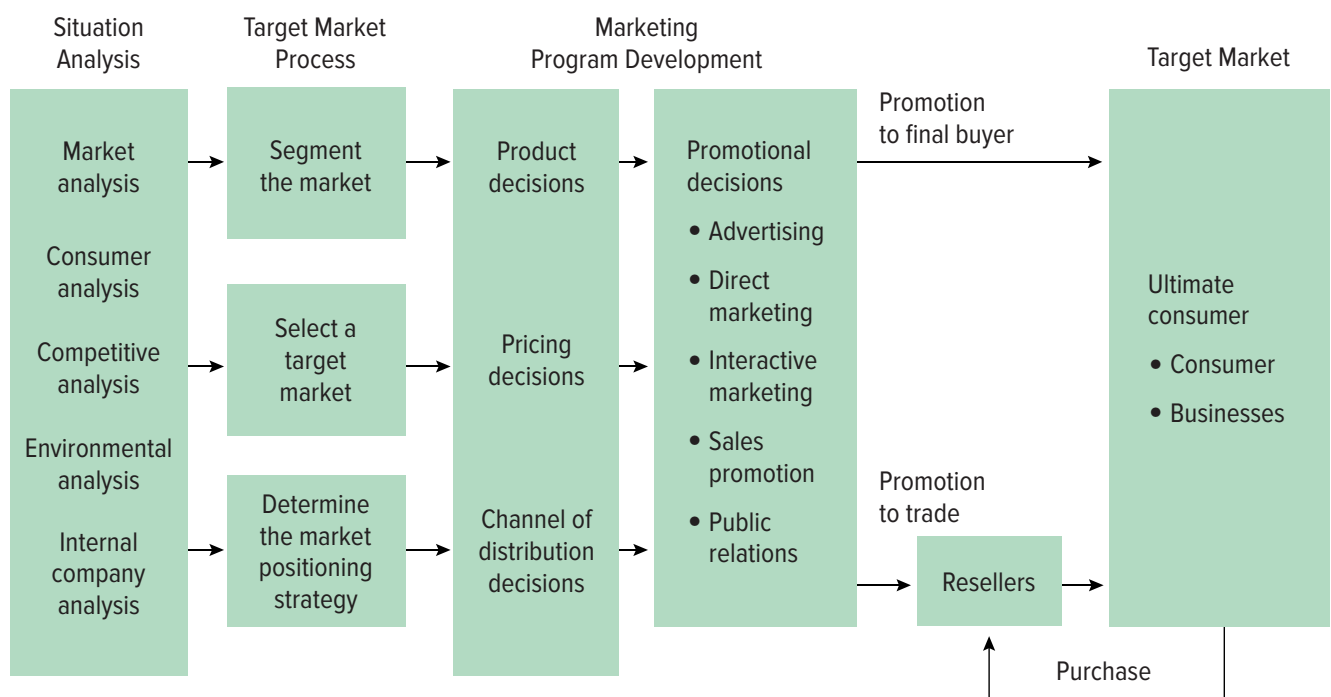 Situation
Analysis
Target Market
Process
Marketing
Program Development
Target Market
Market
analysis
Consumer
analysis
Competitive
analysis
Environmental
analysis
Internal
company
analysis
Segment
the market
Select a
target
market
Determine
the market
positioning
strategy
Product
decisions
Pricing
decisions
Channel of
distribution
decisions
Promotional
decisions
• Advertising
• Direct
marketing
• Interactive
marketing
• Sales
promotion
• Public
relations
Promotion
to final buyer
Promotion
to trade
Resellers
Ultimate
consumer
• Consumer
• Businesses
Purchase